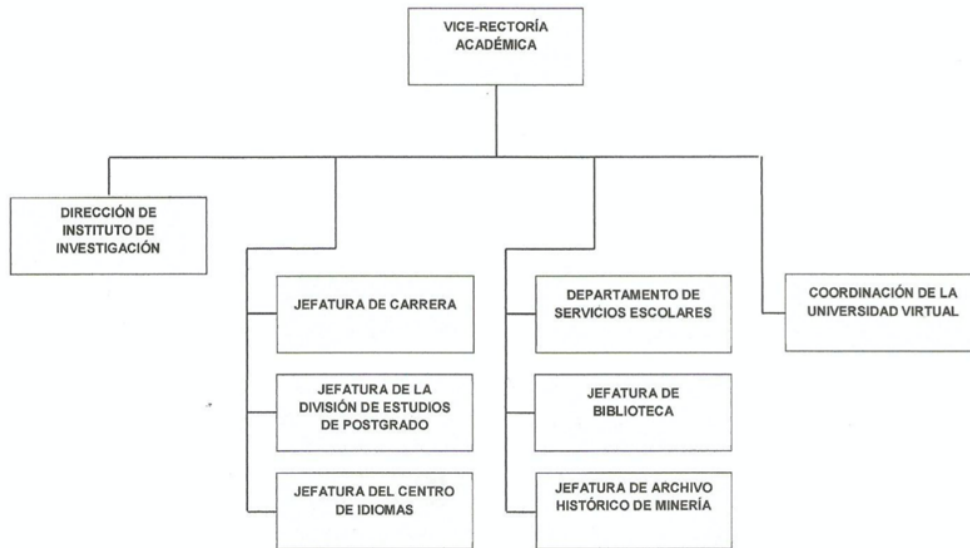 VICE-RECTORÍA
ACADÉMICA
DIRECCIÓN DE
INSTITUTO DE
INVESTIGACIÓN
JEFATURA DE CARRERA
JEFATURA DE LA
DIVISIÓN DE ESTUDIOS
DE POSTGRADO
JEFATURA DEL CENTRO
DE IDIOMAS
DEPARTAMENTO DE
SERVICIOS ESCOLARES
JEFATURA DE
BIBLIOTECA
JEFATURA DE ARCHIVO
HISTÓRICO DE MINERÍA
COORDINACIÓN DE LA
UNIVERSIDAD VIRTUAL